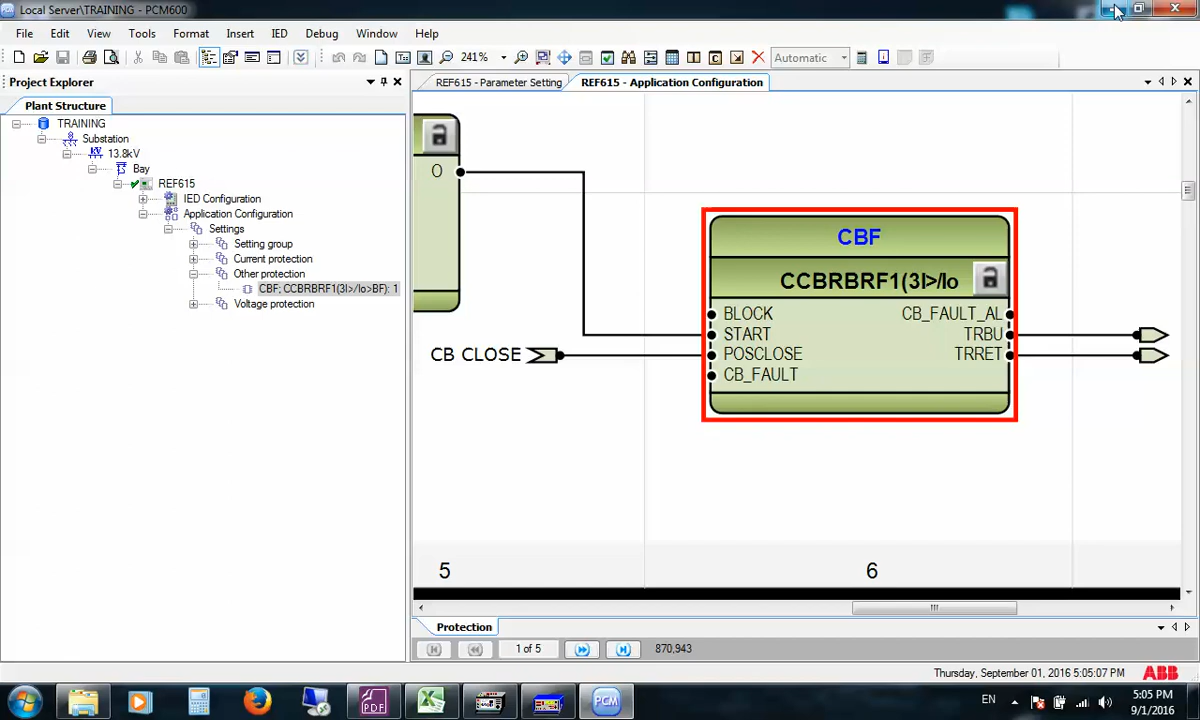 Local Server\TRAINING - PCM600
File Edit View Tools Format Insert IED Debug Window Help
241% Automatic
Project Explorer
Plant Structure
TRAINING
Substation
13.8kV
Bay
REF615
IED Configuration
Application Configuration
Settings
Setting group
Current protection
Other protection
CBF; CCBRBRF1(3I>/Io>BF): 1
Voltage protection
REF615 - Parameter Setting REF615 - Application Configuration
O
CB CLOSE
CBF
CCBRBRF1(3I>/Io
BLOCK CB_FAULT_AL
START TRBU
POSCLOSE TRRET
CB_FAULT
5 6
Protection
1 of 5 870,943
Thursday, September 01, 2016 5:05:07 PM ABB
PDF PCM EN 5:05 PM
9/1/2016